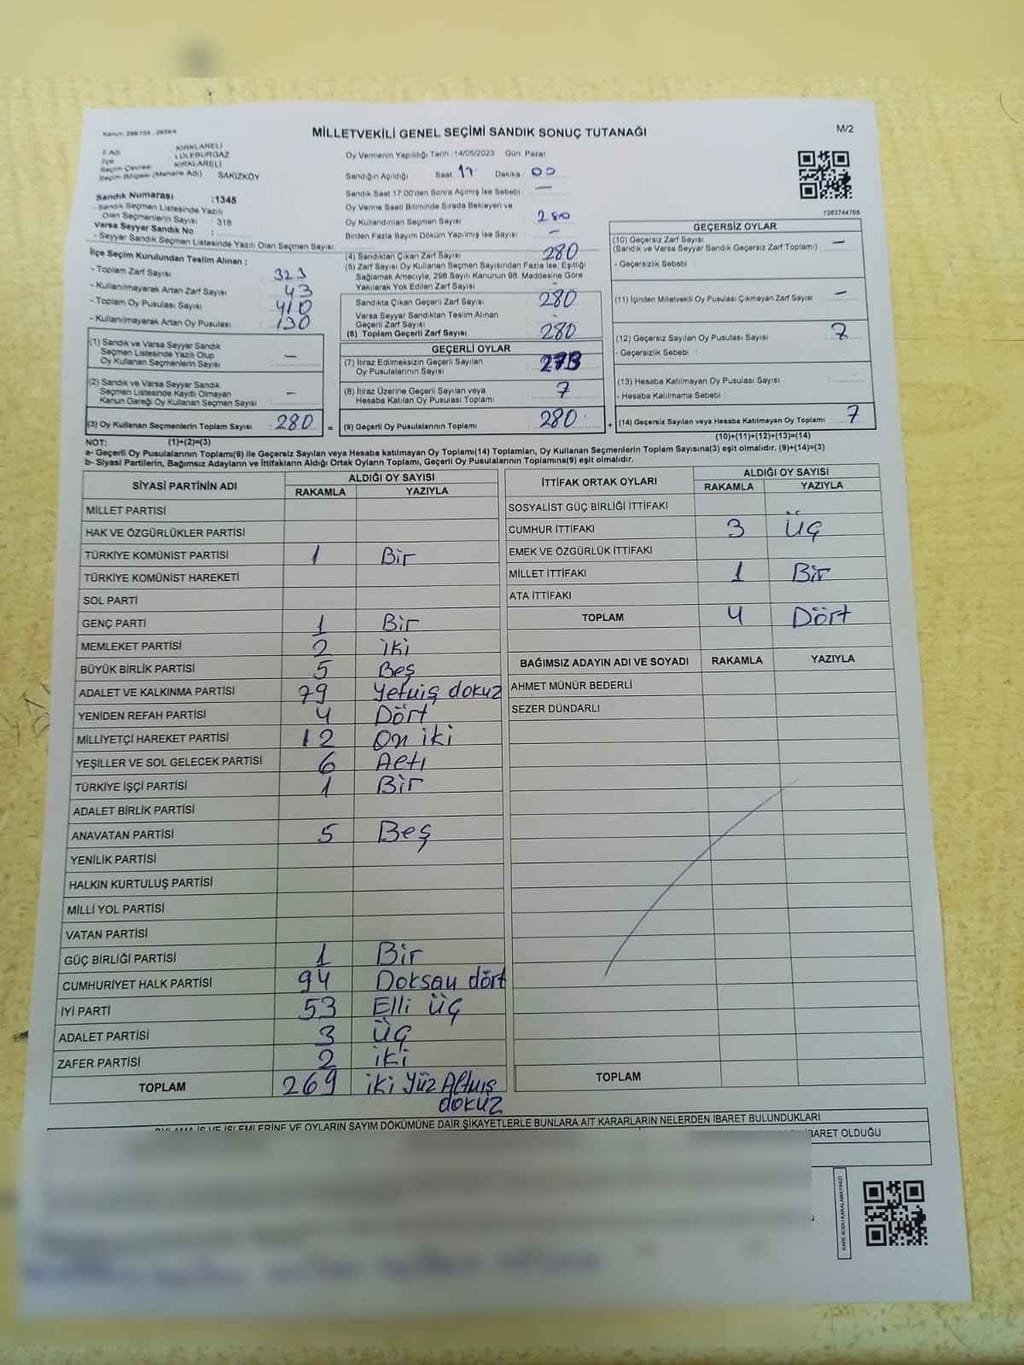 MİLLETVEKİLİ GENEL SEÇİMİ SANDIK SONUÇ TUTANAĞI
M/2
İl Adı: KIRKLARELİ
İlçe LÜLEBURGAZ
Seçim Çevresi KIRKLARELİ
Seçim Bölgesi (Mahalle Adı) SAKIZKÖY
Oy Vermenin Yapıldığı Tarih :14/05/2023 Gün Pazar
Sandığın Açıldığı Saat 17 Dakika 00
Sandık Saat 17:00'den Sonra Açılmış İse Sebebi —
Oy Verme Saati Bitiminde Sırada Bekleyen ve
Oy Kullandırılan Seçmen Sayısı 280
Birden Fazla Sayım Döküm Yapılmış İse Sayısı —
7083744768
Sandık Numarası :1345
- Sandık Seçmen Listesinde Yazılı
Olan Seçmenlerin Sayısı : 318
Varsa Seyyar Sandık No :
- Seyyar Sandık Seçmen Listesinde Yazılı Olan Seçmen Sayısı:
İlçe Seçim Kurulundan Teslim Alınan :
- Toplam Zarf Sayısı 323
- Kullanılmayarak Artan Zarf Sayısı 43
- Toplam Oy Pusulası Sayısı 410
- Kullanılmayarak Artan Oy Pusulası 130
(1) Sandık ve Varsa Seyyar Sandık
Seçmen Listesinde Yazılı Olup
Oy Kullanan Seçmenlerin Sayısı —
(2) Sandık ve Varsa Seyyar Sandık
Seçmen Listesinde Kayıtlı Olmayan
Kanun Gereği Oy Kullanan Seçmen Sayısı —
(3) Oy Kullanan Seçmenlerin Toplam Sayısı 280 =
(4) Sandıktan Çıkan Zarf Sayısı 280
(5) Zarf Sayısı Oy Kullanan Seçmen Sayısından Fazla İse, Eşitliği
Sağlamak Amacıyla, 298 Sayılı Kanunun 98. Maddesine Göre
Yakılarak Yok Edilen Zarf Sayısı
Sandıkta Çıkan Geçerli Zarf Sayısı 280
Varsa Seyyar Sandıktan Teslim Alınan
Geçerli Zarf Sayısı
(6) Toplam Geçerli Zarf Sayısı 280
GEÇERLİ OYLAR
(7) İtiraz Edilmeksizin Geçerli Sayılan
Oy Pusulalarının Sayısı 273
(8) İtiraz Üzerine Geçerli Sayılan veya
Hesaba Katılan Oy Pusulası Toplamı 7
(9) Geçerli Oy Pusulalarının Toplamı 280 +
GEÇERSİZ OYLAR
(10) Geçersiz Zarf Sayısı
(Sandık ve Varsa Seyyar Sandık Geçersiz Zarf Toplamı) —
- Geçersizlik Sebebi
(11) İçinden Milletvekili Oy Pusulası Çıkmayan Zarf Sayısı —
(12) Geçersiz Sayılan Oy Pusulası Sayısı 7
- Geçersizlik Sebebi :
(13) Hesaba Katılmayan Oy Pusulası Sayısı
- Hesaba Katılmama Sebebi
(14) Geçersiz Sayılan veya Hesaba Katılmayan Oy Toplamı 7
NOT: (1)+(2)=(3) (10)+(11)+(12)+(13)=(14)
a- Geçerli Oy Pusulalarının Toplamı(9) ile Geçersiz Sayılan veya Hesaba katılmayan Oy Toplamı(14) Toplamları, Oy Kullanan Seçmenlerin Toplam Sayısına(3) eşit olmalıdır. (9)+(14)=(3)
b- Siyasi Partilerin, Bağımsız Adayların ve İttifakların Aldığı Ortak Oyların Toplamı, Geçerli Oy Pusulalarının Toplamına(9) eşit olmalıdır.
SİYASİ PARTİNİN ADI ALDIĞI OY SAYISI
RAKAMLA YAZIYLA
MİLLET PARTİSİ
HAK VE ÖZGÜRLÜKLER PARTİSİ
TÜRKİYE KOMÜNİST PARTİSİ 1 Bir
TÜRKİYE KOMÜNİST HAREKETİ
SOL PARTİ
GENÇ PARTİ 1 Bir
MEMLEKET PARTİSİ 2 iki
BÜYÜK BİRLİK PARTİSİ 5 Beş
ADALET VE KALKINMA PARTİSİ 79 Yetmiş dokuz
YENİDEN REFAH PARTİSİ 4 Dört
MİLLİYETÇİ HAREKET PARTİSİ 12 On iki
YEŞİLLER VE SOL GELECEK PARTİSİ 6 Altı
TÜRKİYE İŞÇİ PARTİSİ 1 Bir
ADALET BİRLİK PARTİSİ
ANAVATAN PARTİSİ 5 Beş
YENİLİK PARTİSİ
HALKIN KURTULUŞ PARTİSİ
MİLLİ YOL PARTİSİ
VATAN PARTİSİ
GÜÇ BİRLİĞİ PARTİSİ 1 Bir
CUMHURİYET HALK PARTİSİ 94 Doksan dört
İYİ PARTİ 53 Elli üç
ADALET PARTİSİ 3 üç
ZAFER PARTİSİ 2 iki
TOPLAM 269 iki Yüz Altmış
dokuz
İTTİFAK ORTAK OYLARI ALDIĞI OY SAYISI
RAKAMLA YAZIYLA
SOSYALİST GÜÇ BİRLİĞİ İTTİFAKI
CUMHUR İTTİFAKI 3 üç
EMEK VE ÖZGÜRLÜK İTTİFAKI
MİLLET İTTİFAKI 1 Bir
ATA İTTİFAKI
TOPLAM 4 Dört
BAĞIMSIZ ADAYIN ADI VE SOYADI RAKAMLA YAZIYLA
AHMET MÜNÜR BEDERLİ
SEZER DÜNDARLI
TOPLAM
İŞ VE İŞLEMLERİNE VE OYLARIN SAYIM DÖKÜMÜNE DAİR ŞİKAYETLERLE BUNLARA AİT KARARLARIN NELERDEN İBARET BULUNDUKLARI
İBARET OLDUĞU